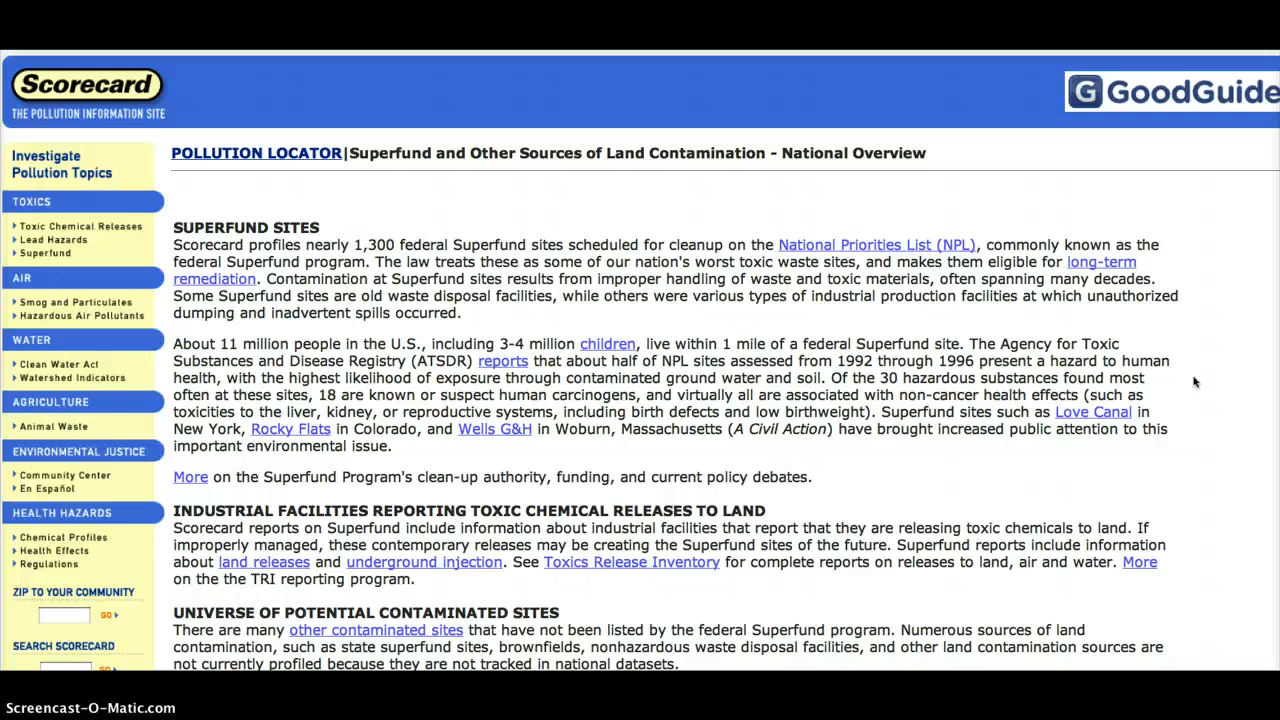 Scorecard
THE POLLUTION INFORMATION SITE
GoodGuide
Investigate
Pollution Topics
TOXICS
Toxic Chemical Releases
Lead Hazards
Superfund
AIR
Smog and Particulates
Hazardous Air Pollutants
WATER
Clean Water Act
Watershed Indicators
AGRICULTURE
Animal Waste
ENVIRONMENTAL JUSTICE
Community Center
En Español
HEALTH HAZARDS
Chemical Profiles
Health Effects
Regulations
ZIP TO YOUR COMMUNITY
GO
SEARCH SCORECARD
GO
POLLUTION LOCATOR|Superfund and Other Sources of Land Contamination - National Overview
SUPERFUND SITES
Scorecard profiles nearly 1,300 federal Superfund sites scheduled for cleanup on the National Priorities List (NPL), commonly known as the
federal Superfund program. The law treats these as some of our nation's worst toxic waste sites, and makes them eligible for long-term
remediation. Contamination at Superfund sites results from improper handling of waste and toxic materials, often spanning many decades.
Some Superfund sites are old waste disposal facilities, while others were various types of industrial production facilities at which unauthorized
dumping and inadvertent spills occurred.
About 11 million people in the U.S., including 3-4 million children, live within 1 mile of a federal Superfund site. The Agency for Toxic
Substances and Disease Registry (ATSDR) reports that about half of NPL sites assessed from 1992 through 1996 present a hazard to human
health, with the highest likelihood of exposure through contaminated ground water and soil. Of the 30 hazardous substances found most
often at these sites, 18 are known or suspect human carcinogens, and virtually all are associated with non-cancer health effects (such as
toxicities to the liver, kidney, or reproductive systems, including birth defects and low birthweight). Superfund sites such as Love Canal in
New York, Rocky Flats in Colorado, and Wells G&H in Woburn, Massachusetts (A Civil Action) have brought increased public attention to this
important environmental issue.
More on the Superfund Program's clean-up authority, funding, and current policy debates.
INDUSTRIAL FACILITIES REPORTING TOXIC CHEMICAL RELEASES TO LAND
Scorecard reports on Superfund include information about industrial facilities that report that they are releasing toxic chemicals to land. If
improperly managed, these contemporary releases may be creating the Superfund sites of the future. Superfund reports include information
about land releases and underground injection. See Toxics Release Inventory for complete reports on releases to land, air and water. More
on the the TRI reporting program.
UNIVERSE OF POTENTIAL CONTAMINATED SITES
There are many other contaminated sites that have not been listed by the federal Superfund program. Numerous sources of land
contamination, such as state superfund sites, brownfields, nonhazardous waste disposal facilities, and other land contamination sources are
not currently profiled because they are not tracked in national datasets.
Screencast-O-Matic.com